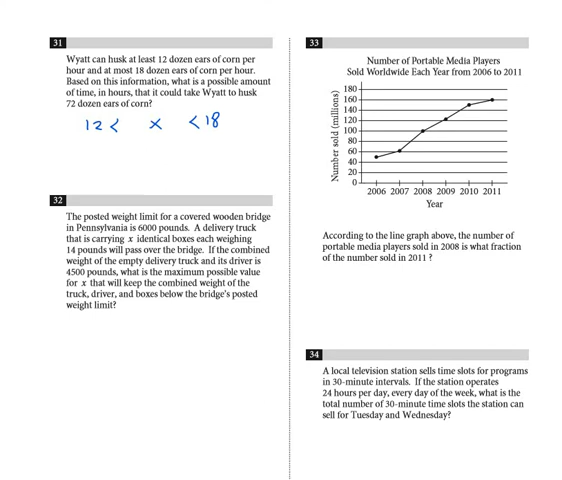 31
Wyatt can husk at least 12 dozen ears of corn per
hour and at most 18 dozen ears of corn per hour.
Based on this information, what is a possible amount
of time, in hours, that it could take Wyatt to husk
72 dozen ears of corn?
12 < x < 18
32
The posted weight limit for a covered wooden bridge
in Pennsylvania is 6000 pounds. A delivery truck
that is carrying x identical boxes each weighing
14 pounds will pass over the bridge. If the combined
weight of the empty delivery truck and its driver is
4500 pounds, what is the maximum possible value
for x that will keep the combined weight of the
truck, driver, and boxes below the bridge's posted
weight limit?
33
Number of Portable Media Players
Sold Worldwide Each Year from 2006 to 2011
Number sold (millions)
180
160
140
120
100
80
60
40
20
0
2006 2007 2008 2009 2010 2011
Year
According to the line graph above, the number of
portable media players sold in 2008 is what fraction
of the number sold in 2011 ?
34
A local television station sells time slots for programs
in 30-minute intervals. If the station operates
24 hours per day, every day of the week, what is the
total number of 30-minute time slots the station can
sell for Tuesday and Wednesday?